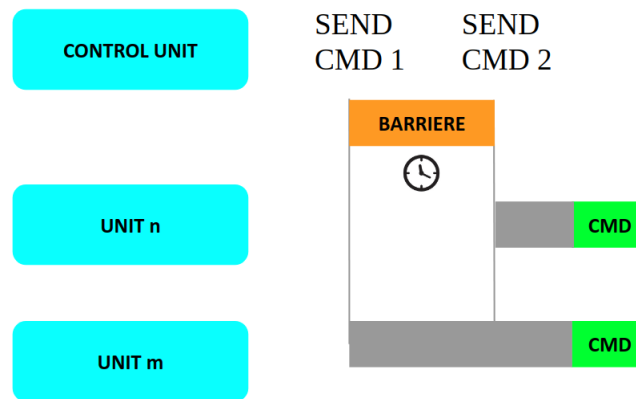 CONTROL UNIT
SEND
CMD 1
SEND
CMD 2
BARRIERE
UNIT n
CMD
UNIT m
CMD